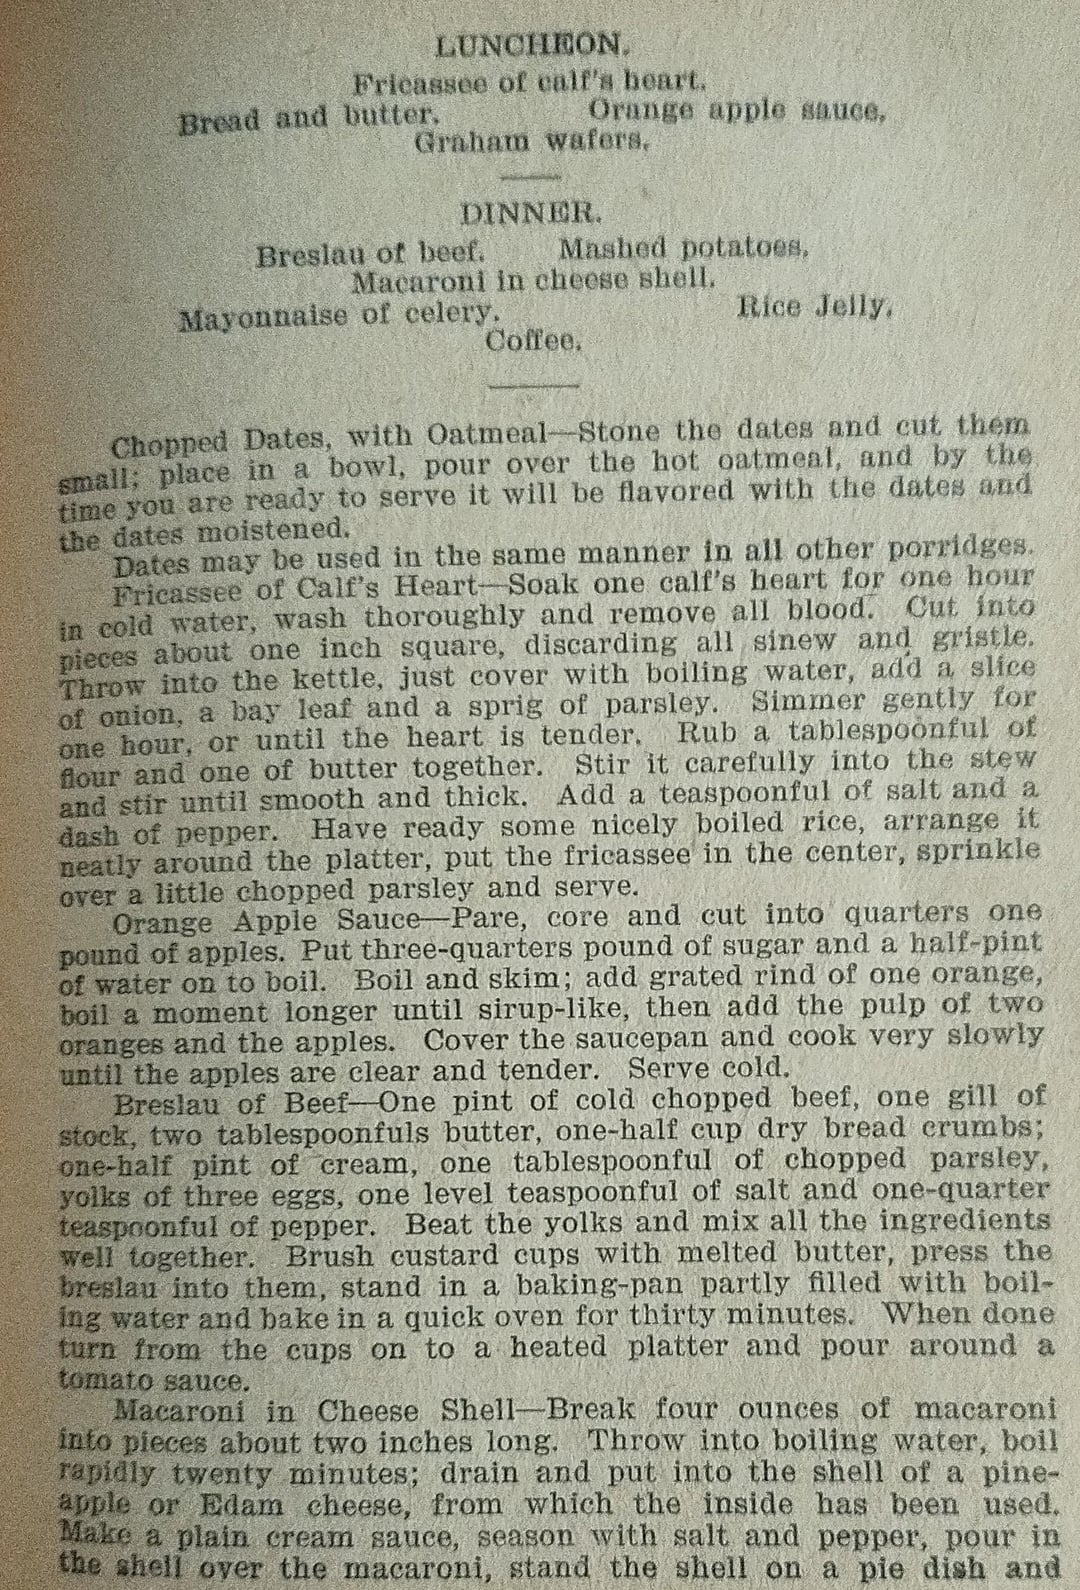 LUNCHEON.
Fricassee of calf's heart.
Bread and butter. Orange apple sauce.
Graham wafers.
DINNER.
Breslau of beef. Mashed potatoes.
Macaroni in cheese shell.
Mayonnaise of celery. Rice Jelly.
Coffee.
Chopped Dates, with Oatmeal—Stone the dates and cut them
small; place in a bowl, pour over the hot oatmeal, and by the
time you are ready to serve it will be flavored with the dates and
the dates moistened.
Dates may be used in the same manner in all other porridges.
Fricassee of Calf's Heart—Soak one calf's heart for one hour
in cold water, wash thoroughly and remove all blood. Cut into
pieces about one inch square, discarding all sinew and gristle.
Throw into the kettle, just cover with boiling water, add a slice
of onion, a bay leaf and a sprig of parsley. Simmer gently for
one hour, or until the heart is tender. Rub a tablespoonful of
flour and one of butter together. Stir it carefully into the stew
and stir until smooth and thick. Add a teaspoonful of salt and a
dash of pepper. Have ready some nicely boiled rice, arrange it
neatly around the platter, put the fricassee in the center, sprinkle
over a little chopped parsley and serve.
Orange Apple Sauce—Pare, core and cut into quarters one
pound of apples. Put three-quarters pound of sugar and a half-pint
of water on to boil. Boil and skim; add grated rind of one orange,
boil a moment longer until sirup-like, then add the pulp of two
oranges and the apples. Cover the saucepan and cook very slowly
until the apples are clear and tender. Serve cold.
Breslau of Beef—One pint of cold chopped beef, one gill of
stock, two tablespoonfuls butter, one-half cup dry bread crumbs;
one-half pint of cream, one tablespoonful of chopped parsley,
yolks of three eggs, one level teaspoonful of salt and one-quarter
teaspoonful of pepper. Beat the yolks and mix all the ingredients
well together. Brush custard cups with melted butter, press the
breslau into them, stand in a baking-pan partly filled with boil-
ing water and bake in a quick oven for thirty minutes. When done
turn from the cups on to a heated platter and pour around a
tomato sauce.
Macaroni in Cheese Shell—Break four ounces of macaroni
into pieces about two inches long. Throw into boiling water, boil
rapidly twenty minutes; drain and put into the shell of a pine-
apple or Edam cheese, from which the inside has been used.
Make a plain cream sauce, season with salt and pepper, pour in
the shell over the macaroni, stand the shell on a pie dish and